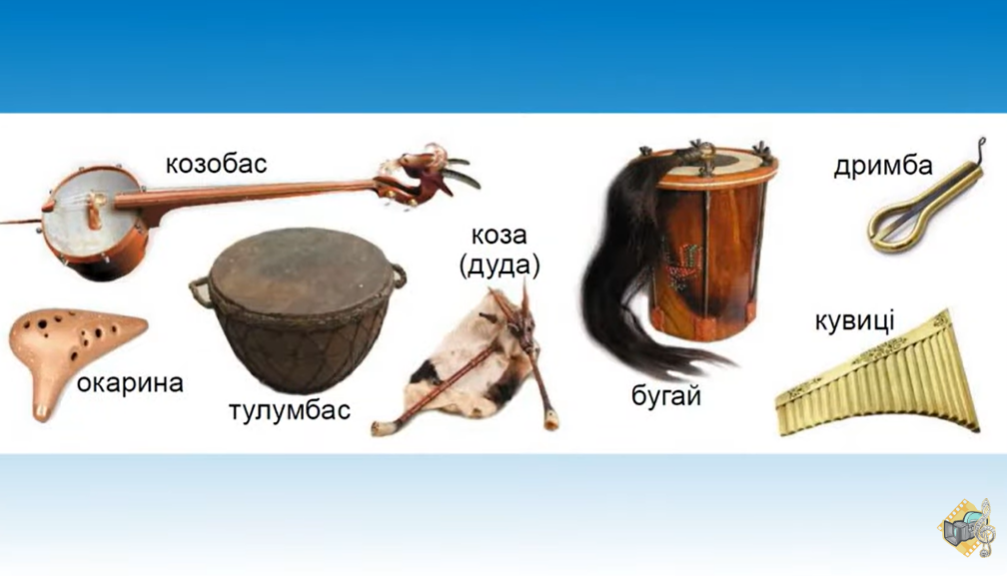 козобас
дримба
коза
(дуда)
кувиці
окарина
тулумбас
бугай